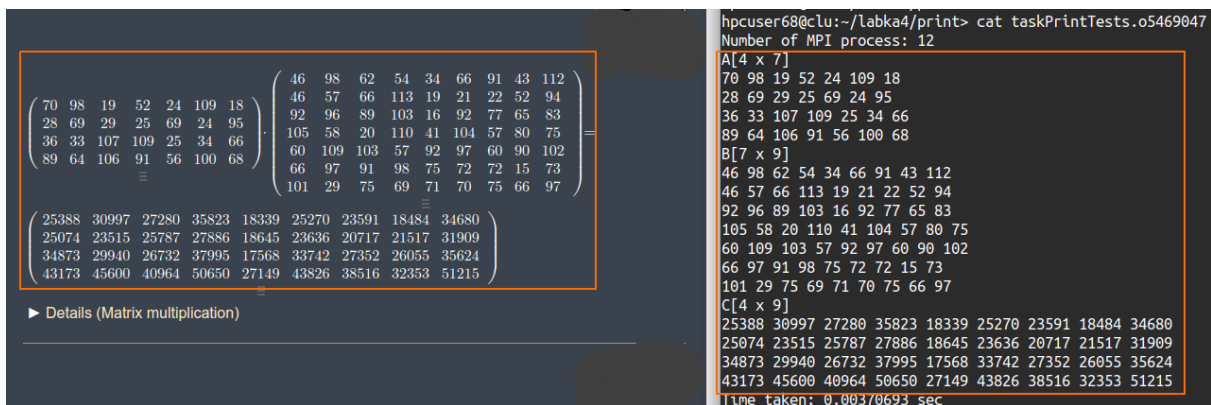 70 98 19 52 24 109 18
28 69 29 25 69 24 95
36 33 107 109 25 34 66
89 64 106 91 56 100 68
·
46 98 62 54 34 66 91 43 112
46 57 66 113 19 21 22 52 94
92 96 89 103 16 92 77 65 83
105 58 20 110 41 104 57 80 75
60 109 103 57 92 97 60 90 102
66 97 91 98 75 72 72 15 73
101 29 75 69 71 70 75 66 97
=
25388 30997 27280 35823 18339 25270 23591 18484 34680
25074 23515 25787 27886 18645 23636 20717 21517 31909
34873 29940 26732 37995 17568 33742 27352 26055 35624
43173 45600 40964 50650 27149 43826 38516 32353 51215
► Details (Matrix multiplication)
hpcuser68@clu:~/labka4/print> cat taskPrintTests.o5469047
Number of MPI process: 12
A[4 x 7]
70 98 19 52 24 109 18
28 69 29 25 69 24 95
36 33 107 109 25 34 66
89 64 106 91 56 100 68
B[7 x 9]
46 98 62 54 34 66 91 43 112
46 57 66 113 19 21 22 52 94
92 96 89 103 16 92 77 65 83
105 58 20 110 41 104 57 80 75
60 109 103 57 92 97 60 90 102
66 97 91 98 75 72 72 15 73
101 29 75 69 71 70 75 66 97
C[4 x 9]
25388 30997 27280 35823 18339 25270 23591 18484 34680
25074 23515 25787 27886 18645 23636 20717 21517 31909
34873 29940 26732 37995 17568 33742 27352 26055 35624
43173 45600 40964 50650 27149 43826 38516 32353 51215
Time taken: 0.00370693 sec